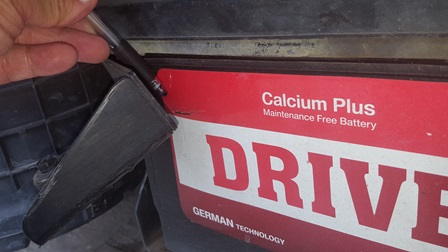 Calcium Plus
Maintenance Free Battery
DRIVE
GERMAN TECHNOLOGY